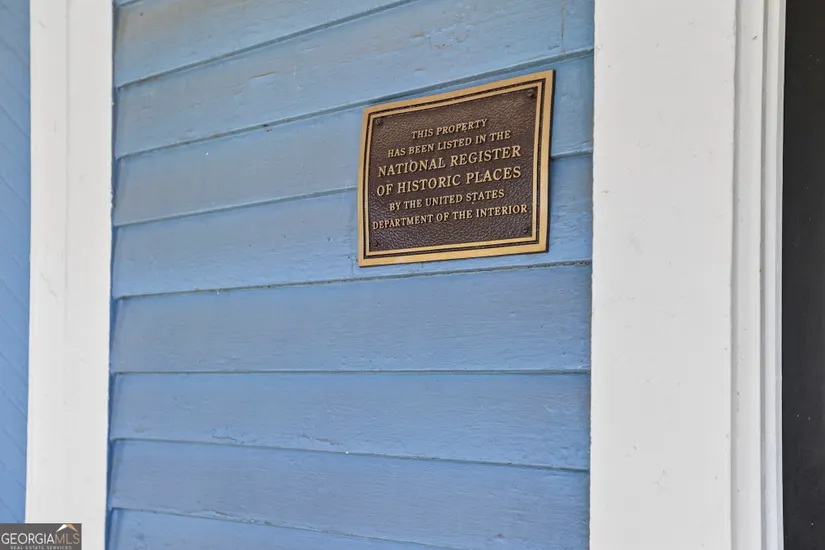 THIS PROPERTY
HAS BEEN LISTED IN THE
NATIONAL REGISTER
OF HISTORIC PLACES
BY THE UNITED STATES
DEPARTMENT OF THE INTERIOR
GEORGIAMLS
REAL ESTATE SERVICES